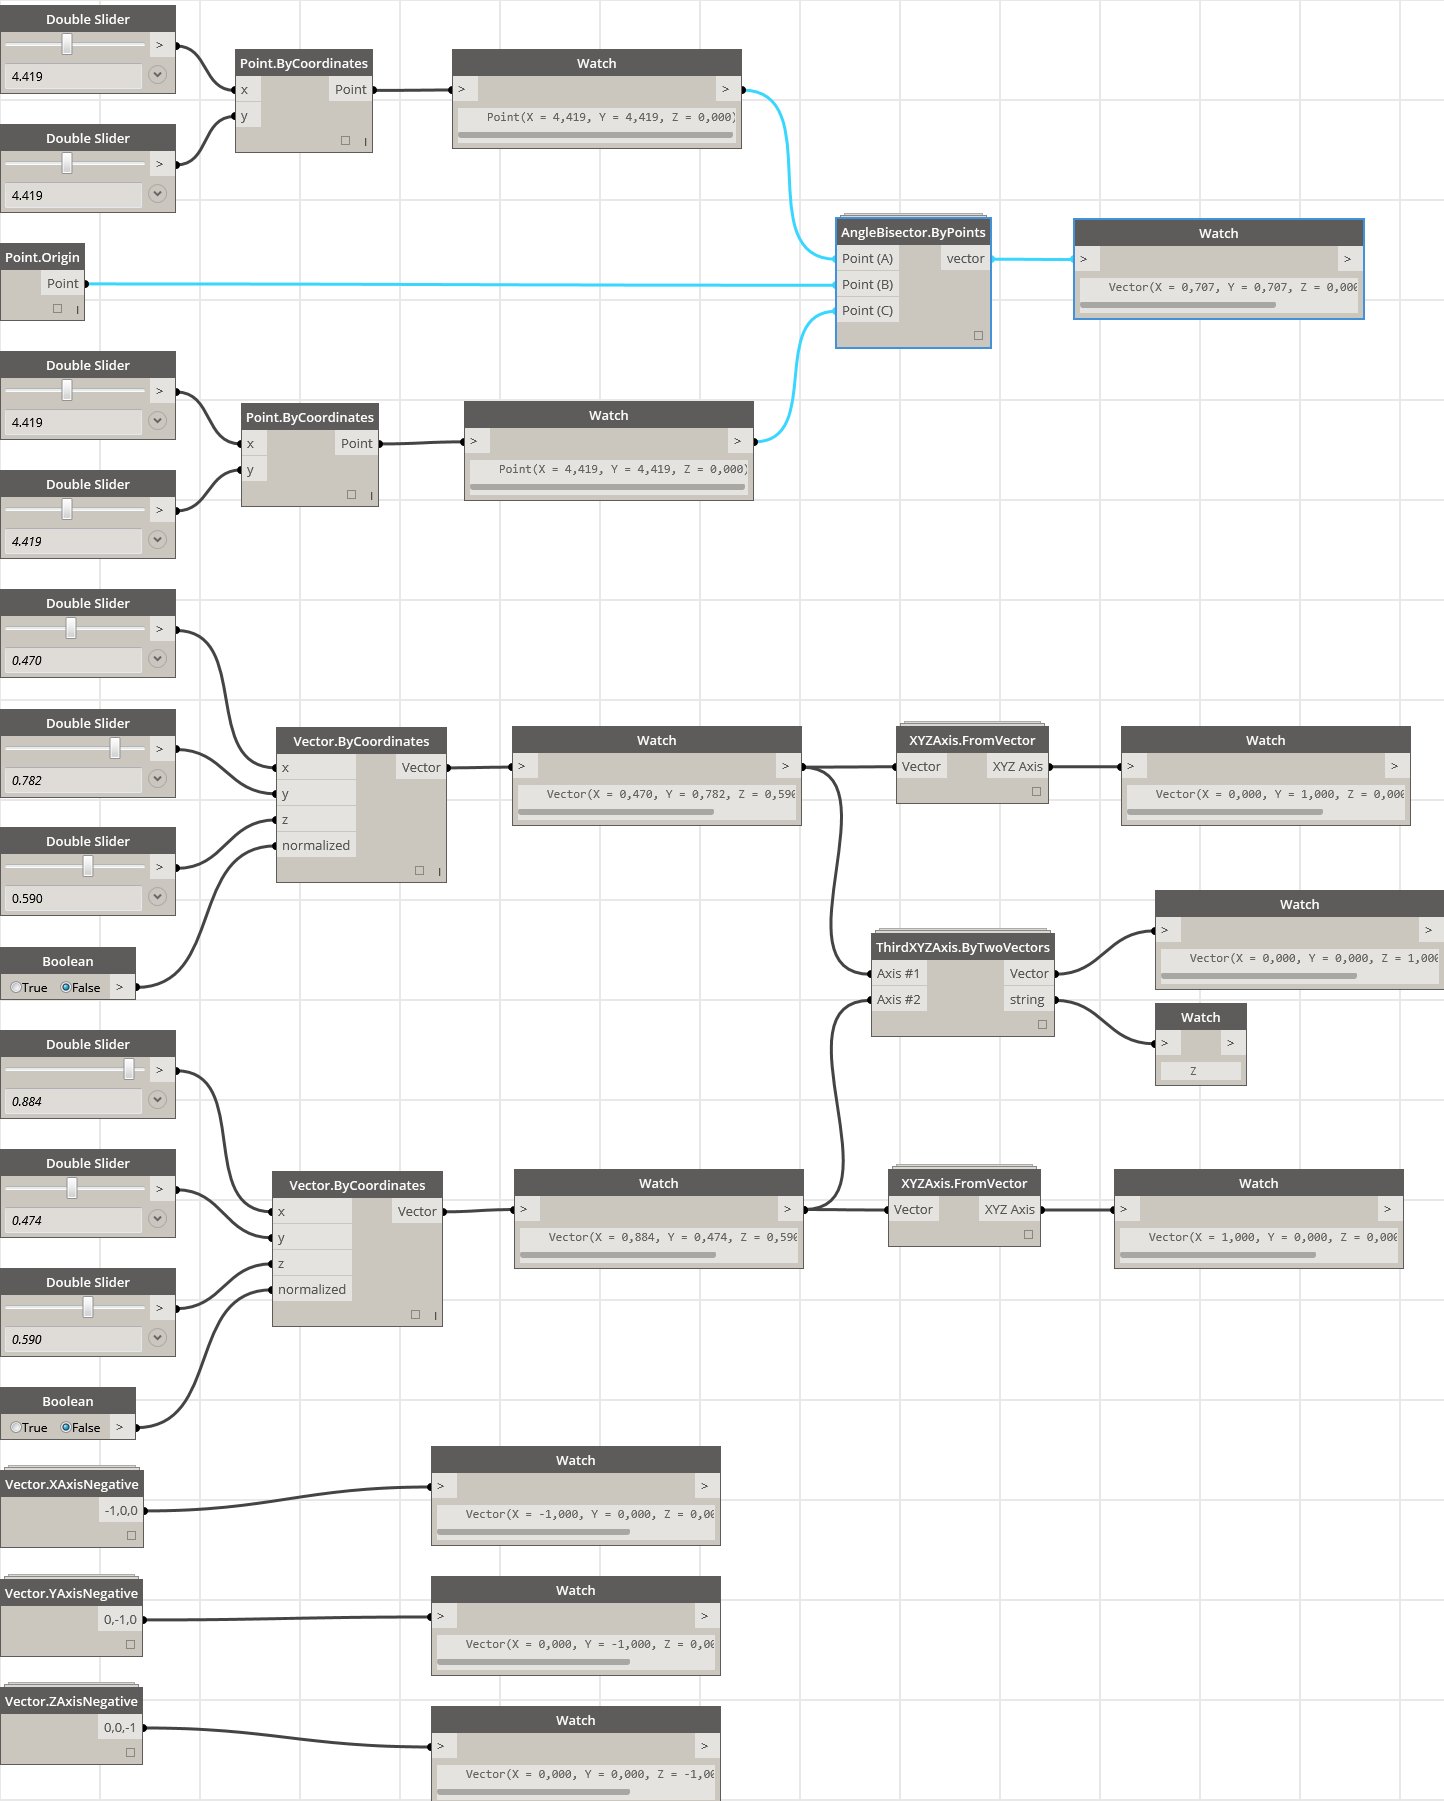 Double Slider
>
4.419
Point.ByCoordinates
x
Point
y
Watch
>
>
Point(X = 4,419, Y = 4,419, Z = 0,000)
Double Slider
>
4.419
AngleBisector.ByPoints
Point (A)
vector
Point (B)
Point (C)
Watch
>
>
Vector(X = 0,707, Y = 0,707, Z = 0,000
Point.Origin
Point
Double Slider
>
4.419
Point.ByCoordinates
x
Point
y
Watch
>
>
Point(X = 4,419, Y = 4,419, Z = 0,000)
Double Slider
>
4.419
Double Slider
>
0.470
Double Slider
>
0.782
Vector.ByCoordinates
x
Vector
y
z
normalized
Watch
>
>
Vector(X = 0,470, Y = 0,782, Z = 0,590
XYZAxis.FromVector
Vector
XYZ Axis
Watch
>
>
Vector(X = 0,000, Y = 1,000, Z = 0,000
Double Slider
>
0.590
Boolean
True
False
>
ThirdXYZAxis.ByTwoVectors
Axis #1
Vector
Axis #2
string
Watch
>
>
Vector(X = 0,000, Y = 0,000, Z = 1,000
Watch
>
>
Z
Double Slider
>
0.884
Double Slider
>
0.474
Vector.ByCoordinates
x
Vector
y
z
normalized
Watch
>
>
Vector(X = 0,884, Y = 0,474, Z = 0,590
XYZAxis.FromVector
Vector
XYZ Axis
Watch
>
>
Vector(X = 1,000, Y = 0,000, Z = 0,000
Double Slider
>
0.590
Boolean
True
False
>
Vector.XAxisNegative
-1,0,0
Watch
>
>
Vector(X = -1,000, Y = 0,000, Z = 0,00
Vector.YAxisNegative
0,-1,0
Watch
>
>
Vector(X = 0,000, Y = -1,000, Z = 0,00
Vector.ZAxisNegative
0,0,-1
Watch
>
>
Vector(X = 0,000, Y = 0,000, Z = -1,00